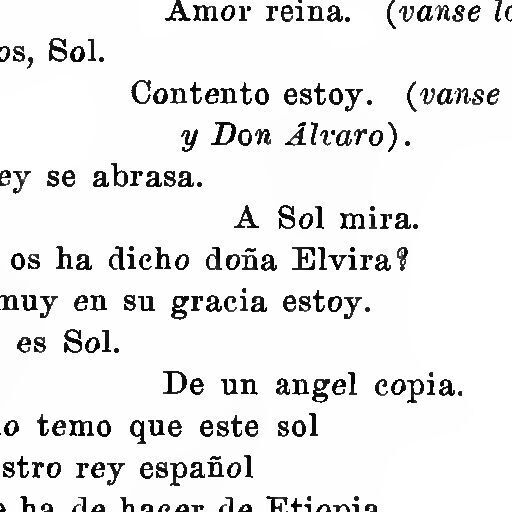 Amor reina. (vanse
os, Sol.
Contento estoy. (vanse
y Don Álvaro).
ey se abrasa.
A Sol mira.
os ha dicho doña Elvira?
muy en su gracia estoy.
es Sol.
De un angel copia.
temo que este sol
stro rey español
ha de hacer de Etiopia